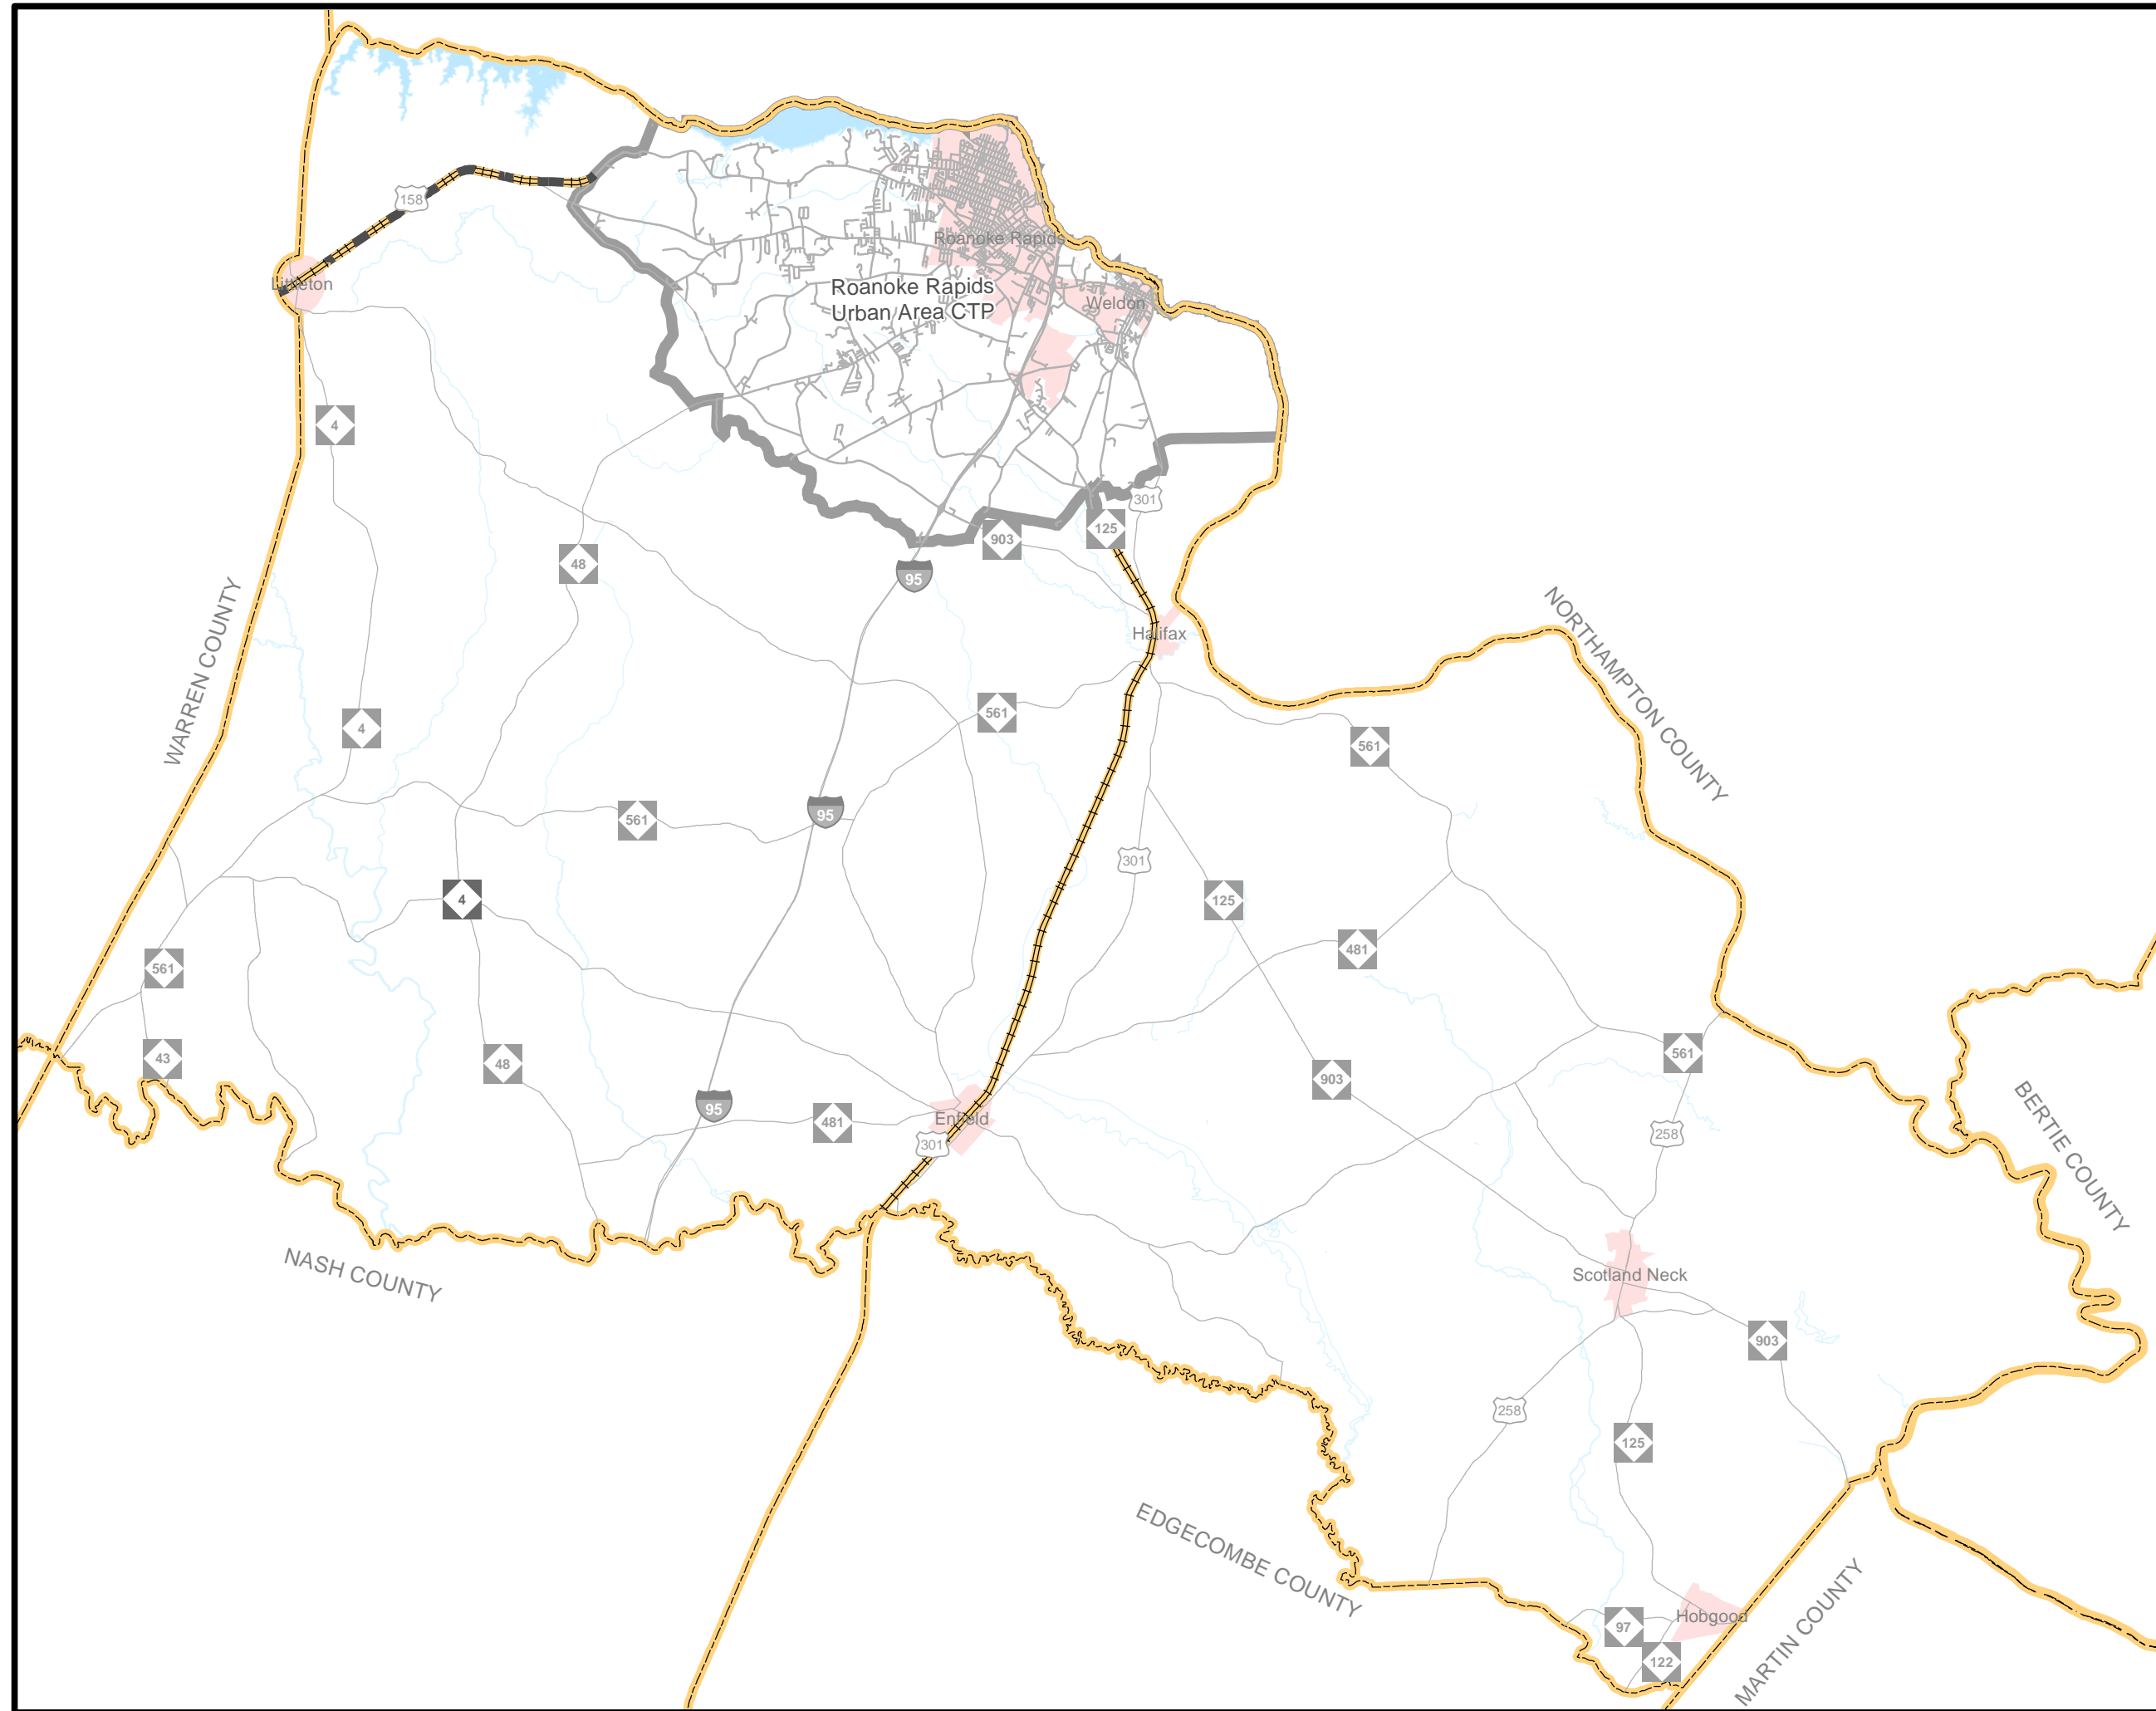 158
Roanoke Rapids
Littleton
Roanoke Rapids
Urban Area CTP
Weldon
4
301
125
903
48
95
NORTHAMPTON COUNTY
WARREN COUNTY
Halifax
561
4
561
95
561
301
4
125
481
561
43
48
561
903
95
481
Enfield
301
258
BERTIE COUNTY
NASH COUNTY
Scotland Neck
903
258
125
EDGECOMBE COUNTY
97
Hobgood
122
MARTIN COUNTY